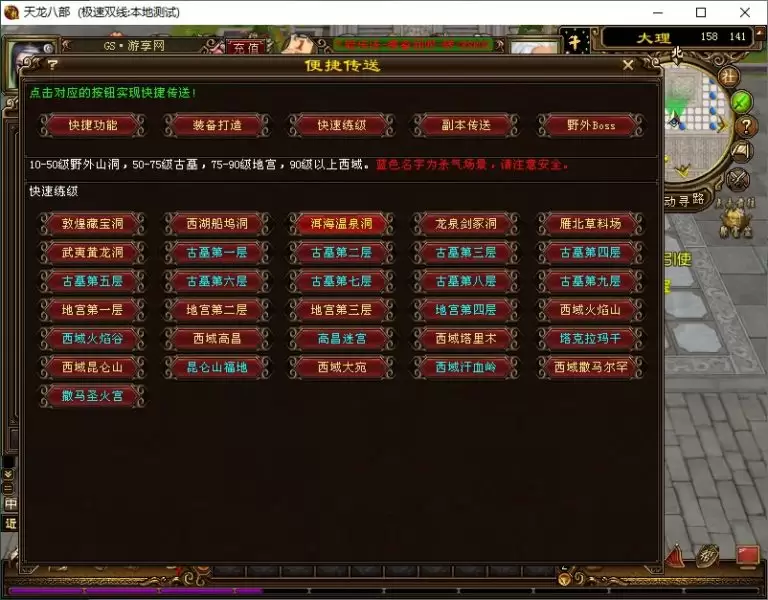 天龙八部 (极速双线:本地测试)
GS·游享网
充值
大理 158 141
北
社
?
便捷传送
点击对应的按钮实现快捷传送!
快捷功能 装备打造 快速练级 副本传送 野外Boss
10-50级野外山洞,50-75级古墓,75-90级地宫,90级以上西域。蓝色名字为杀气场景,请注意安全。
快速练级
敦煌藏宝洞 西湖船坞洞 洱海温泉洞 龙泉剑冢洞 雁北草料场
武夷黄龙洞 古墓第一层 古墓第二层 古墓第三层 古墓第四层
古墓第五层 古墓第六层 古墓第七层 古墓第八层 古墓第九层
地宫第一层 地宫第二层 地宫第三层 地宫第四层 西域火焰山
西域火焰谷 西域高昌 高昌迷宫 西域塔里木 塔克拉玛干
西域昆仑山 昆仑山福地 西域大宛 西域汗血岭 西域撒马尔罕
撒马圣火宫
动寻路
引使
近